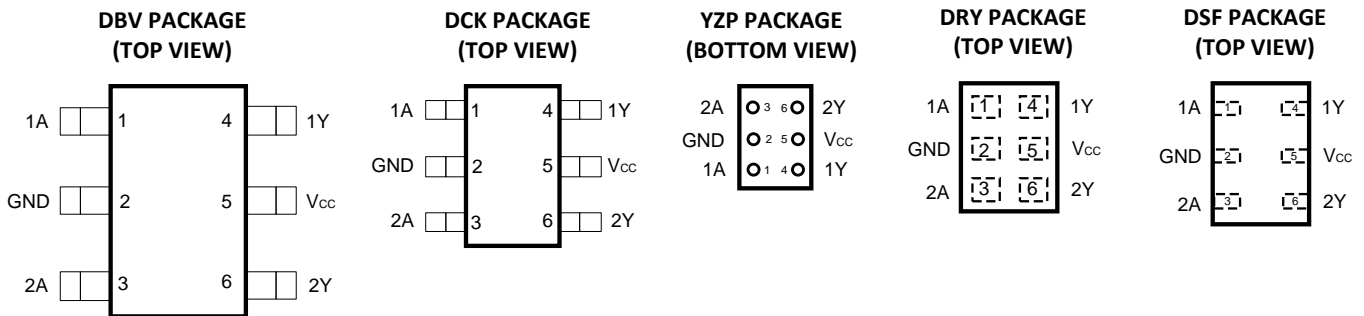 DBV PACKAGE
(TOP VIEW)
1A 1 4 1Y
GND 2 5 Vcc
2A 3 6 2Y
DCK PACKAGE
(TOP VIEW)
1A 1 4 1Y
GND 2 5 Vcc
2A 3 6 2Y
YZP PACKAGE
(BOTTOM VIEW)
2A 3 6 2Y
GND 2 5 Vcc
1A 1 4 1Y
DRY PACKAGE
(TOP VIEW)
1A 1 4 1Y
GND 2 5 Vcc
2A 3 6 2Y
DSF PACKAGE
(TOP VIEW)
1A 1 4 1Y
GND 2 5 Vcc
2A 3 6 2Y